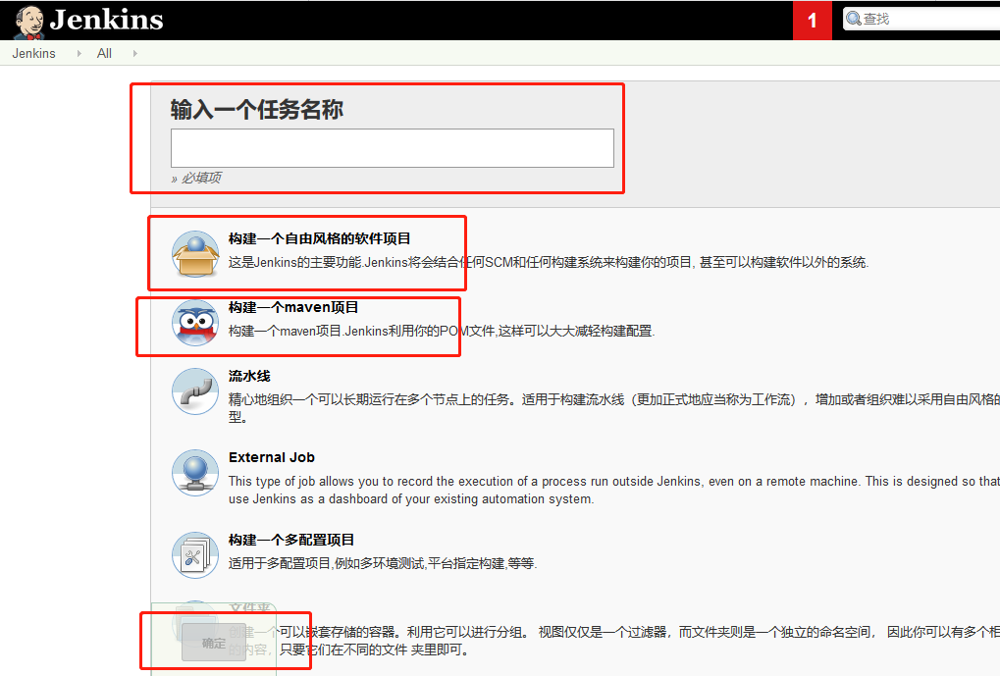 Jenkins
1
查找
Jenkins
All
输入一个任务名称
» 必填项
构建一个自由风格的软件项目
这是Jenkins的主要功能.Jenkins将会结合任何SCM和任何构建系统来构建你的项目, 甚至可以构建软件以外的系统.
构建一个maven项目
构建一个maven项目.Jenkins利用你的POM文件,这样可以大大减轻构建配置.
流水线
精心地组织一个可以长期运行在多个节点上的任务。适用于构建流水线（更加正式地应当称为工作流），增加或者组织难以采用自由风格的
型。
External Job
This type of job allows you to record the execution of a process run outside Jenkins, even on a remote machine. This is designed so that
use Jenkins as a dashboard of your existing automation system.
构建一个多配置项目
适用于多配置项目,例如多环境测试,平台指定构建,等等.
文件夹
创建一个可以嵌套存储的容器。利用它可以进行分组。 视图仅仅是一个过滤器，而文件夹则是一个独立的命名空间， 因此你可以有多个相
的内容，只要它们在不同的文件 夹里即可。
确定